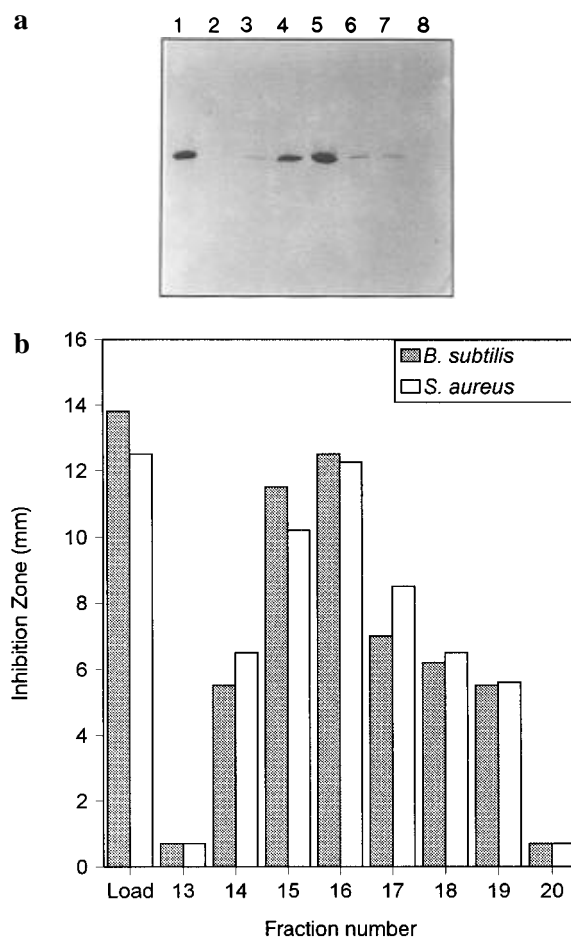 a
1 2 3 4 5 6 7 8
b
16
14
12
10
8
6
4
2
0
Inhibition Zone (mm)
B. subtilis
S. aureus
Load 13 14 15 16 17 18 19 20
Fraction number